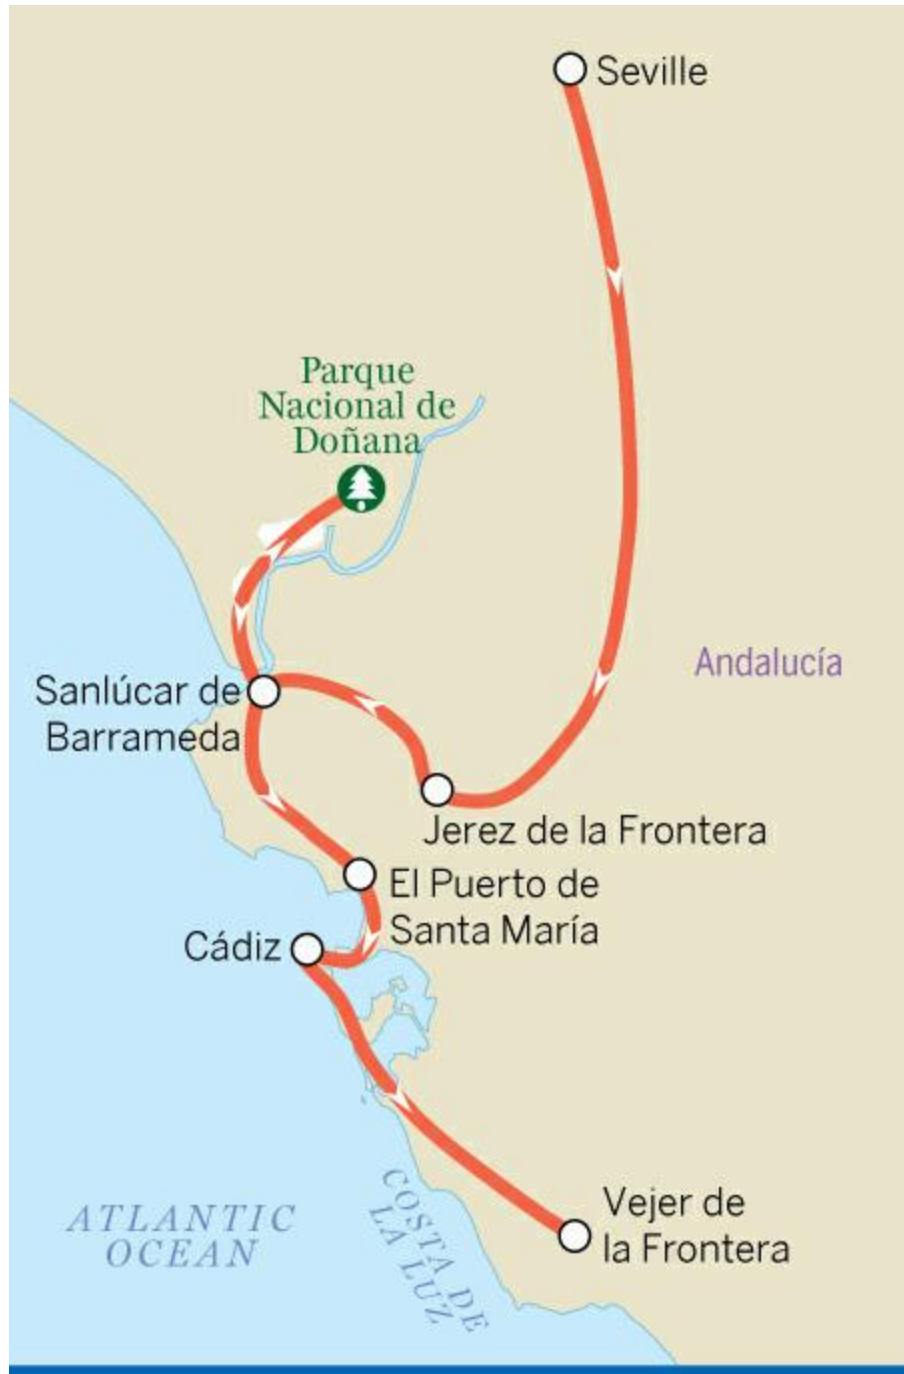 Seville
Parque
Nacional de
Doñana
Andalucía
Sanlúcar de
Barrameda
Jerez de la Frontera
El Puerto de
Santa María
Cádiz
Vejer de
la Frontera
ATLANTIC
OCEAN
COSTA DE
LA LUZ